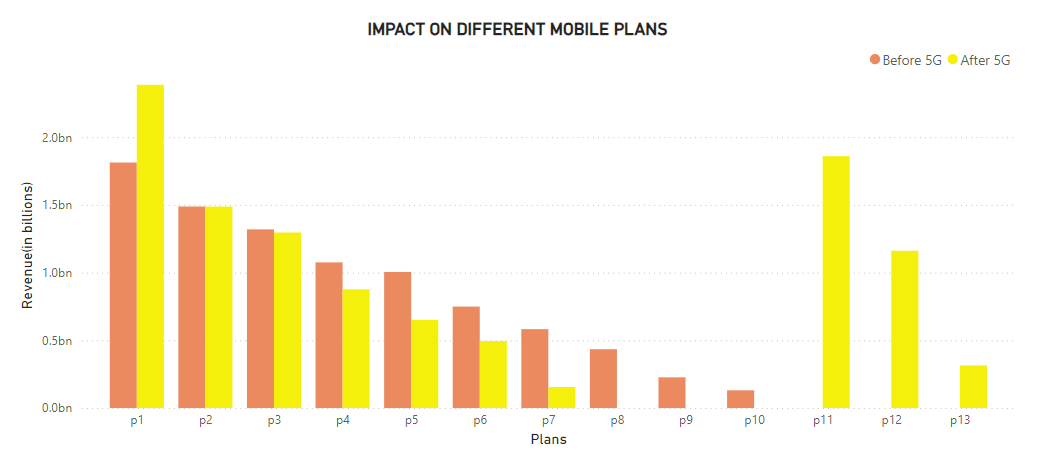 IMPACT ON DIFFERENT MOBILE PLANS
Before 5G After 5G
2.0bn
1.5bn
1.0bn
0.5bn
0.0bn
Revenue(in billions)
p1 p2 p3 p4 p5 p6 p7 p8 p9 p10 p11 p12 p13
Plans